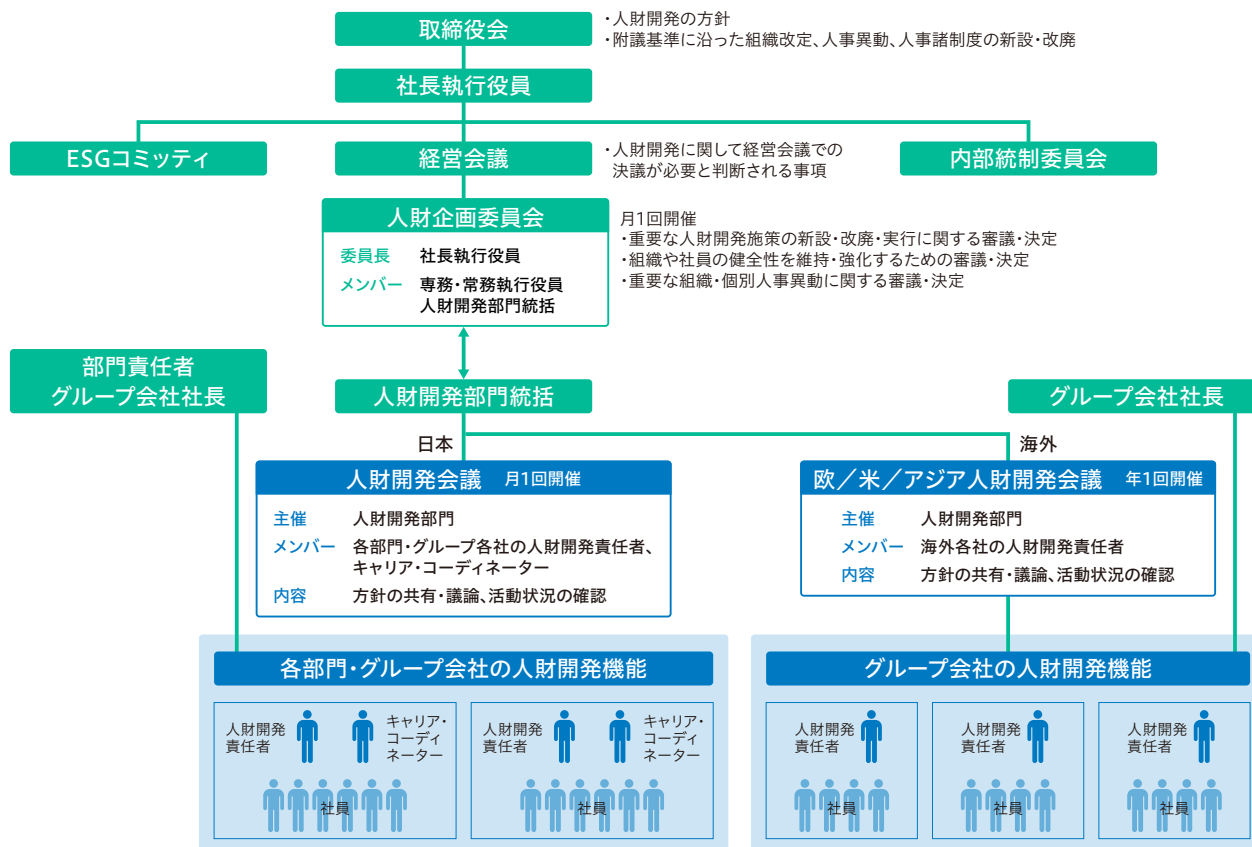 取締役会
・人財開発の方針
・附議基準に沿った組織改定、人事異動、人事諸制度の新設・改廃
社長執行役員
ESGコミッティ
経営会議
・人財開発に関して経営会議での
決議が必要と判断される事項
内部統制委員会
人財企画委員会
委員長 社長執行役員
メンバー 専務・常務執行役員
人財開発部門統括
月1回開催
・重要な人財開発施策の新設・改廃・実行に関する審議・決定
・組織や社員の健全性を維持・強化するための審議・決定
・重要な組織・個別人事異動に関する審議・決定
部門責任者
グループ会社社長
人財開発部門統括
グループ会社社長
日本
海外
人財開発会議 月1回開催
主催 人財開発部門
メンバー 各部門・グループ各社の人財開発責任者、
キャリア・コーディネーター
内容 方針の共有・議論、活動状況の確認
欧／米／アジア人財開発会議 年1回開催
主催 人財開発部門
メンバー 海外各社の人財開発責任者
内容 方針の共有・議論、活動状況の確認
各部門・グループ会社の人財開発機能
人財開発
責任者
キャリア・
コーディ
ネーター
社員
人財開発
責任者
キャリア・
コーディ
ネーター
社員
グループ会社の人財開発機能
人財開発
責任者
社員
人財開発
責任者
社員
人財開発
責任者
社員